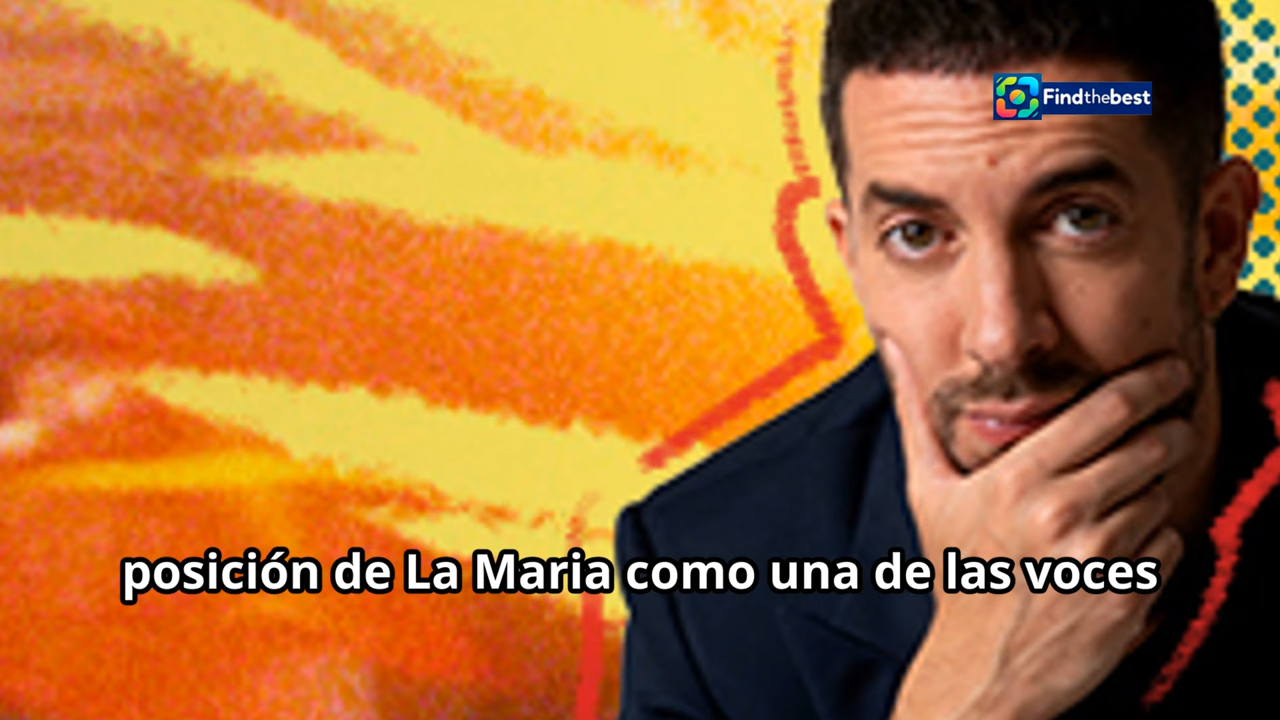 Findthebest
posición de La Maria como una de las voces